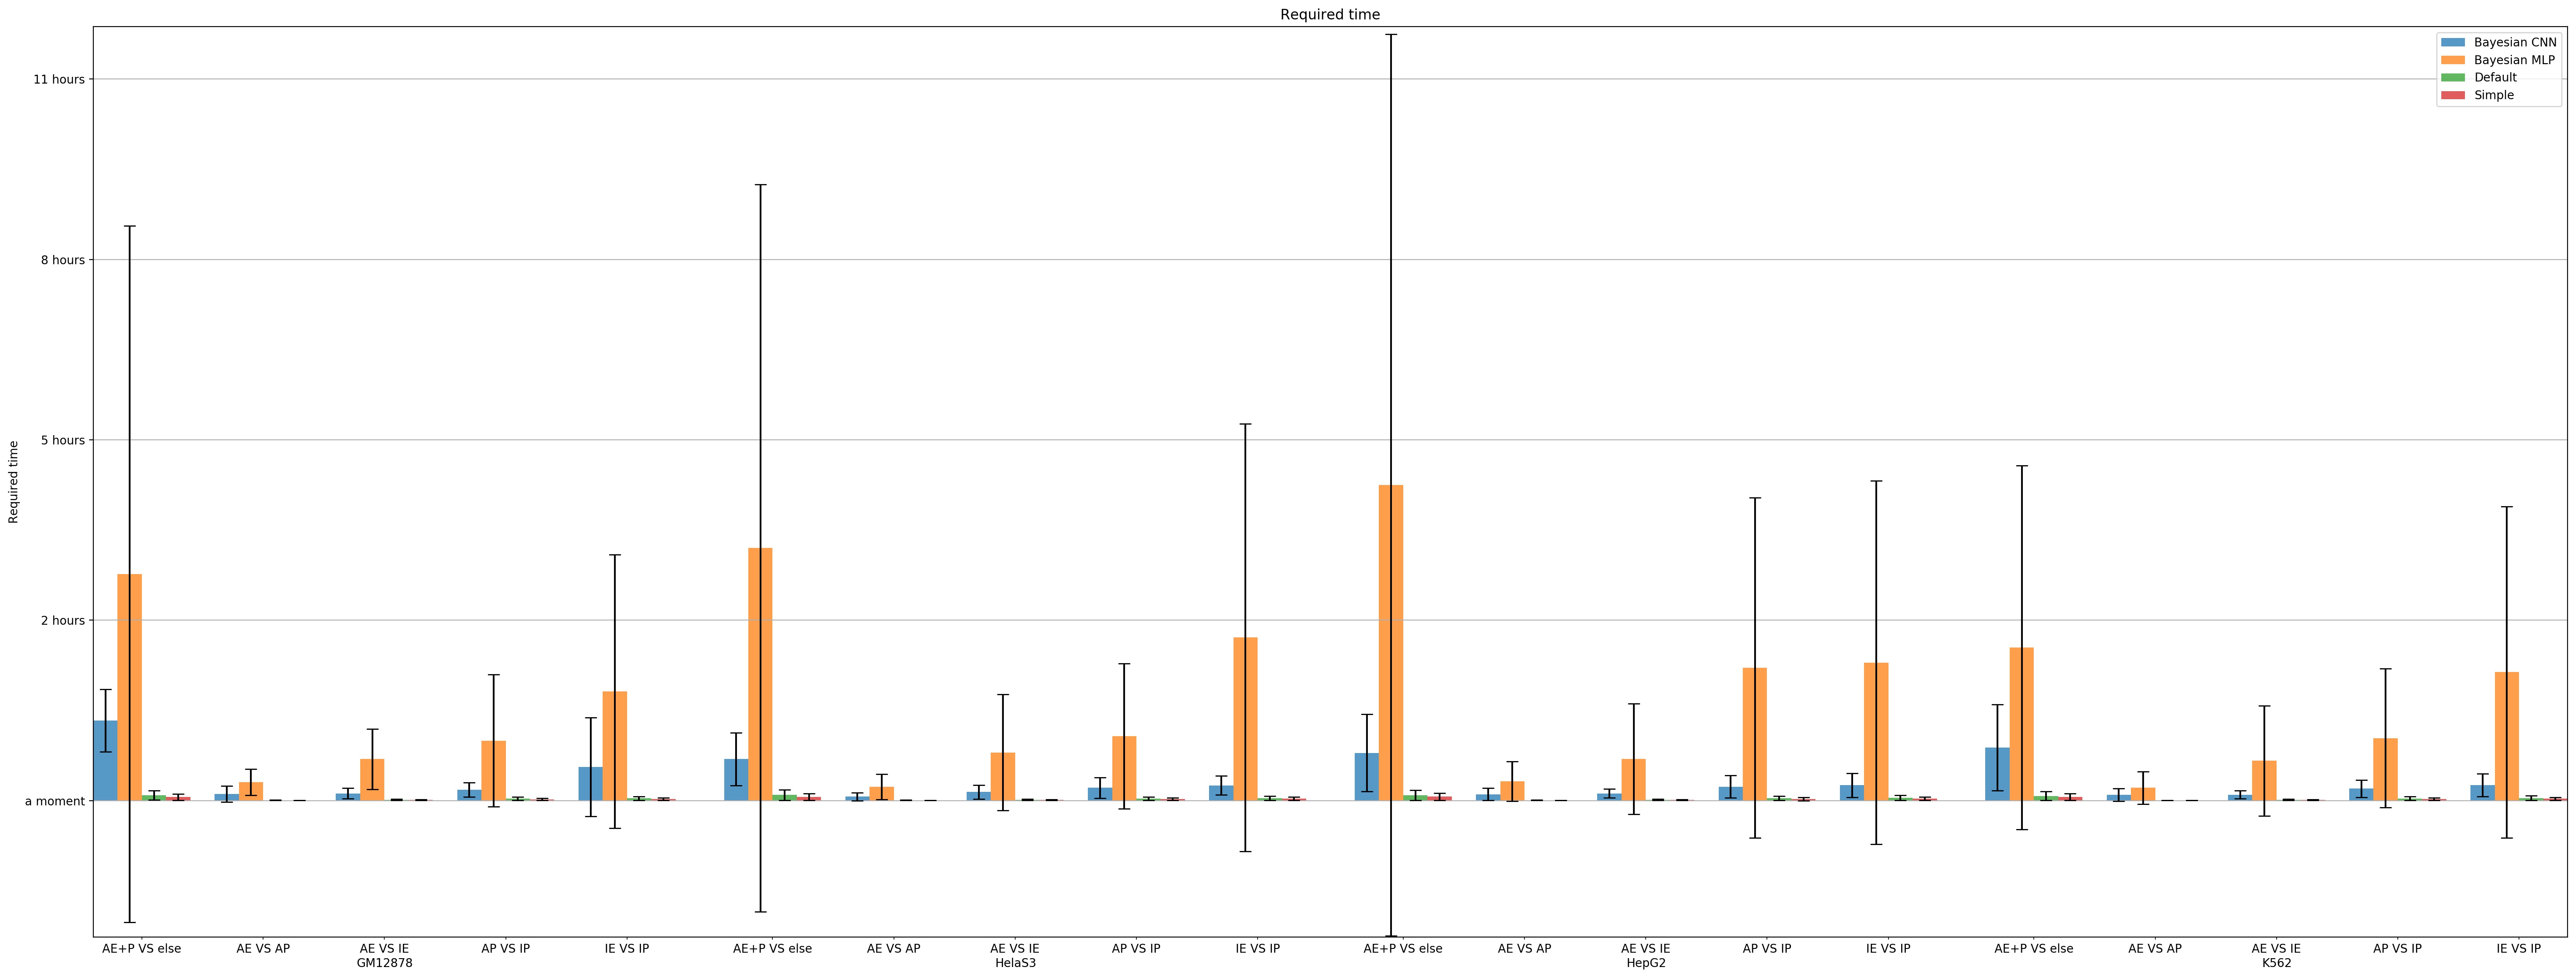 Required time
Bayesian CNN
Bayesian MLP
Default
Simple
11 hours
8 hours
5 hours
2 hours
a moment
Required time
AE+P VS else
AE VS AP
AE VS IE
AP VS IP
IE VS IP
AE+P VS else
AE VS AP
AE VS IE
AP VS IP
IE VS IP
AE+P VS else
AE VS AP
AE VS IE
AP VS IP
IE VS IP
AE+P VS else
AE VS AP
AE VS IE
AP VS IP
IE VS IP
GM12878
HelaS3
HepG2
K562